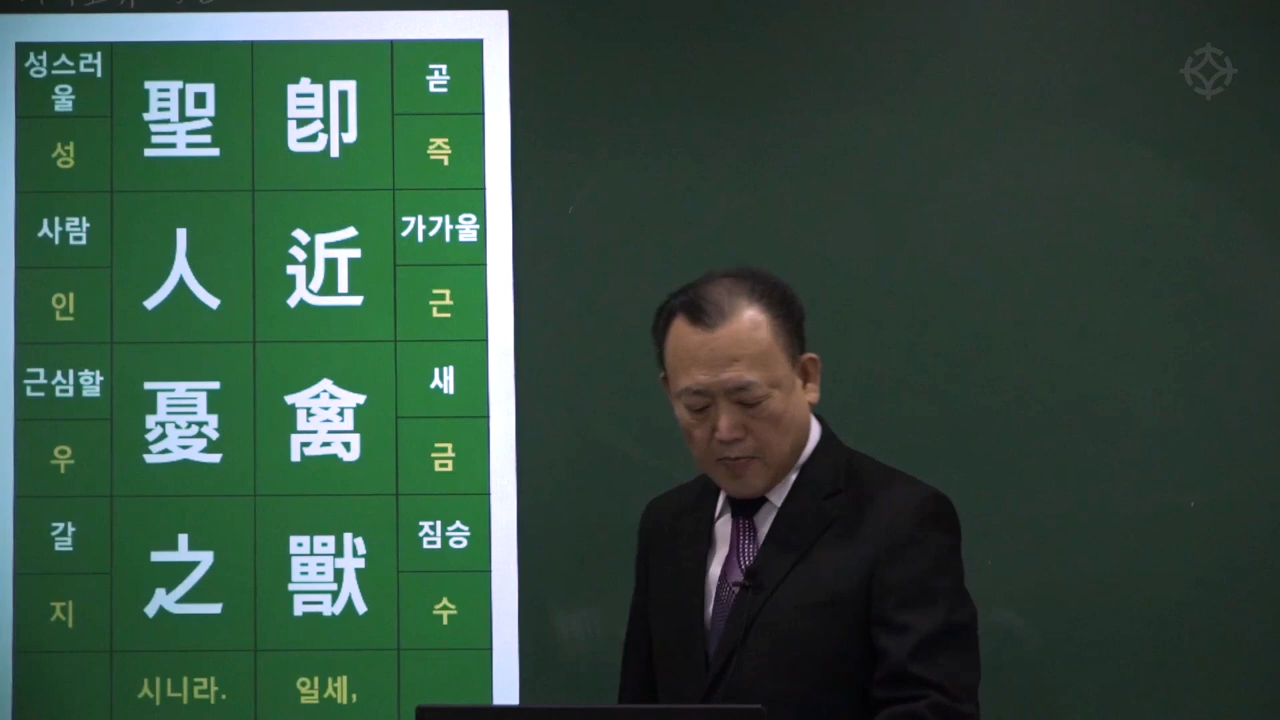 곧
즉
가가울
근
새
금
짐승
수
卽近禽獸일세,
聖人憂之시니라.
성스러
울
성
사람
인
근심할
우
갈
지